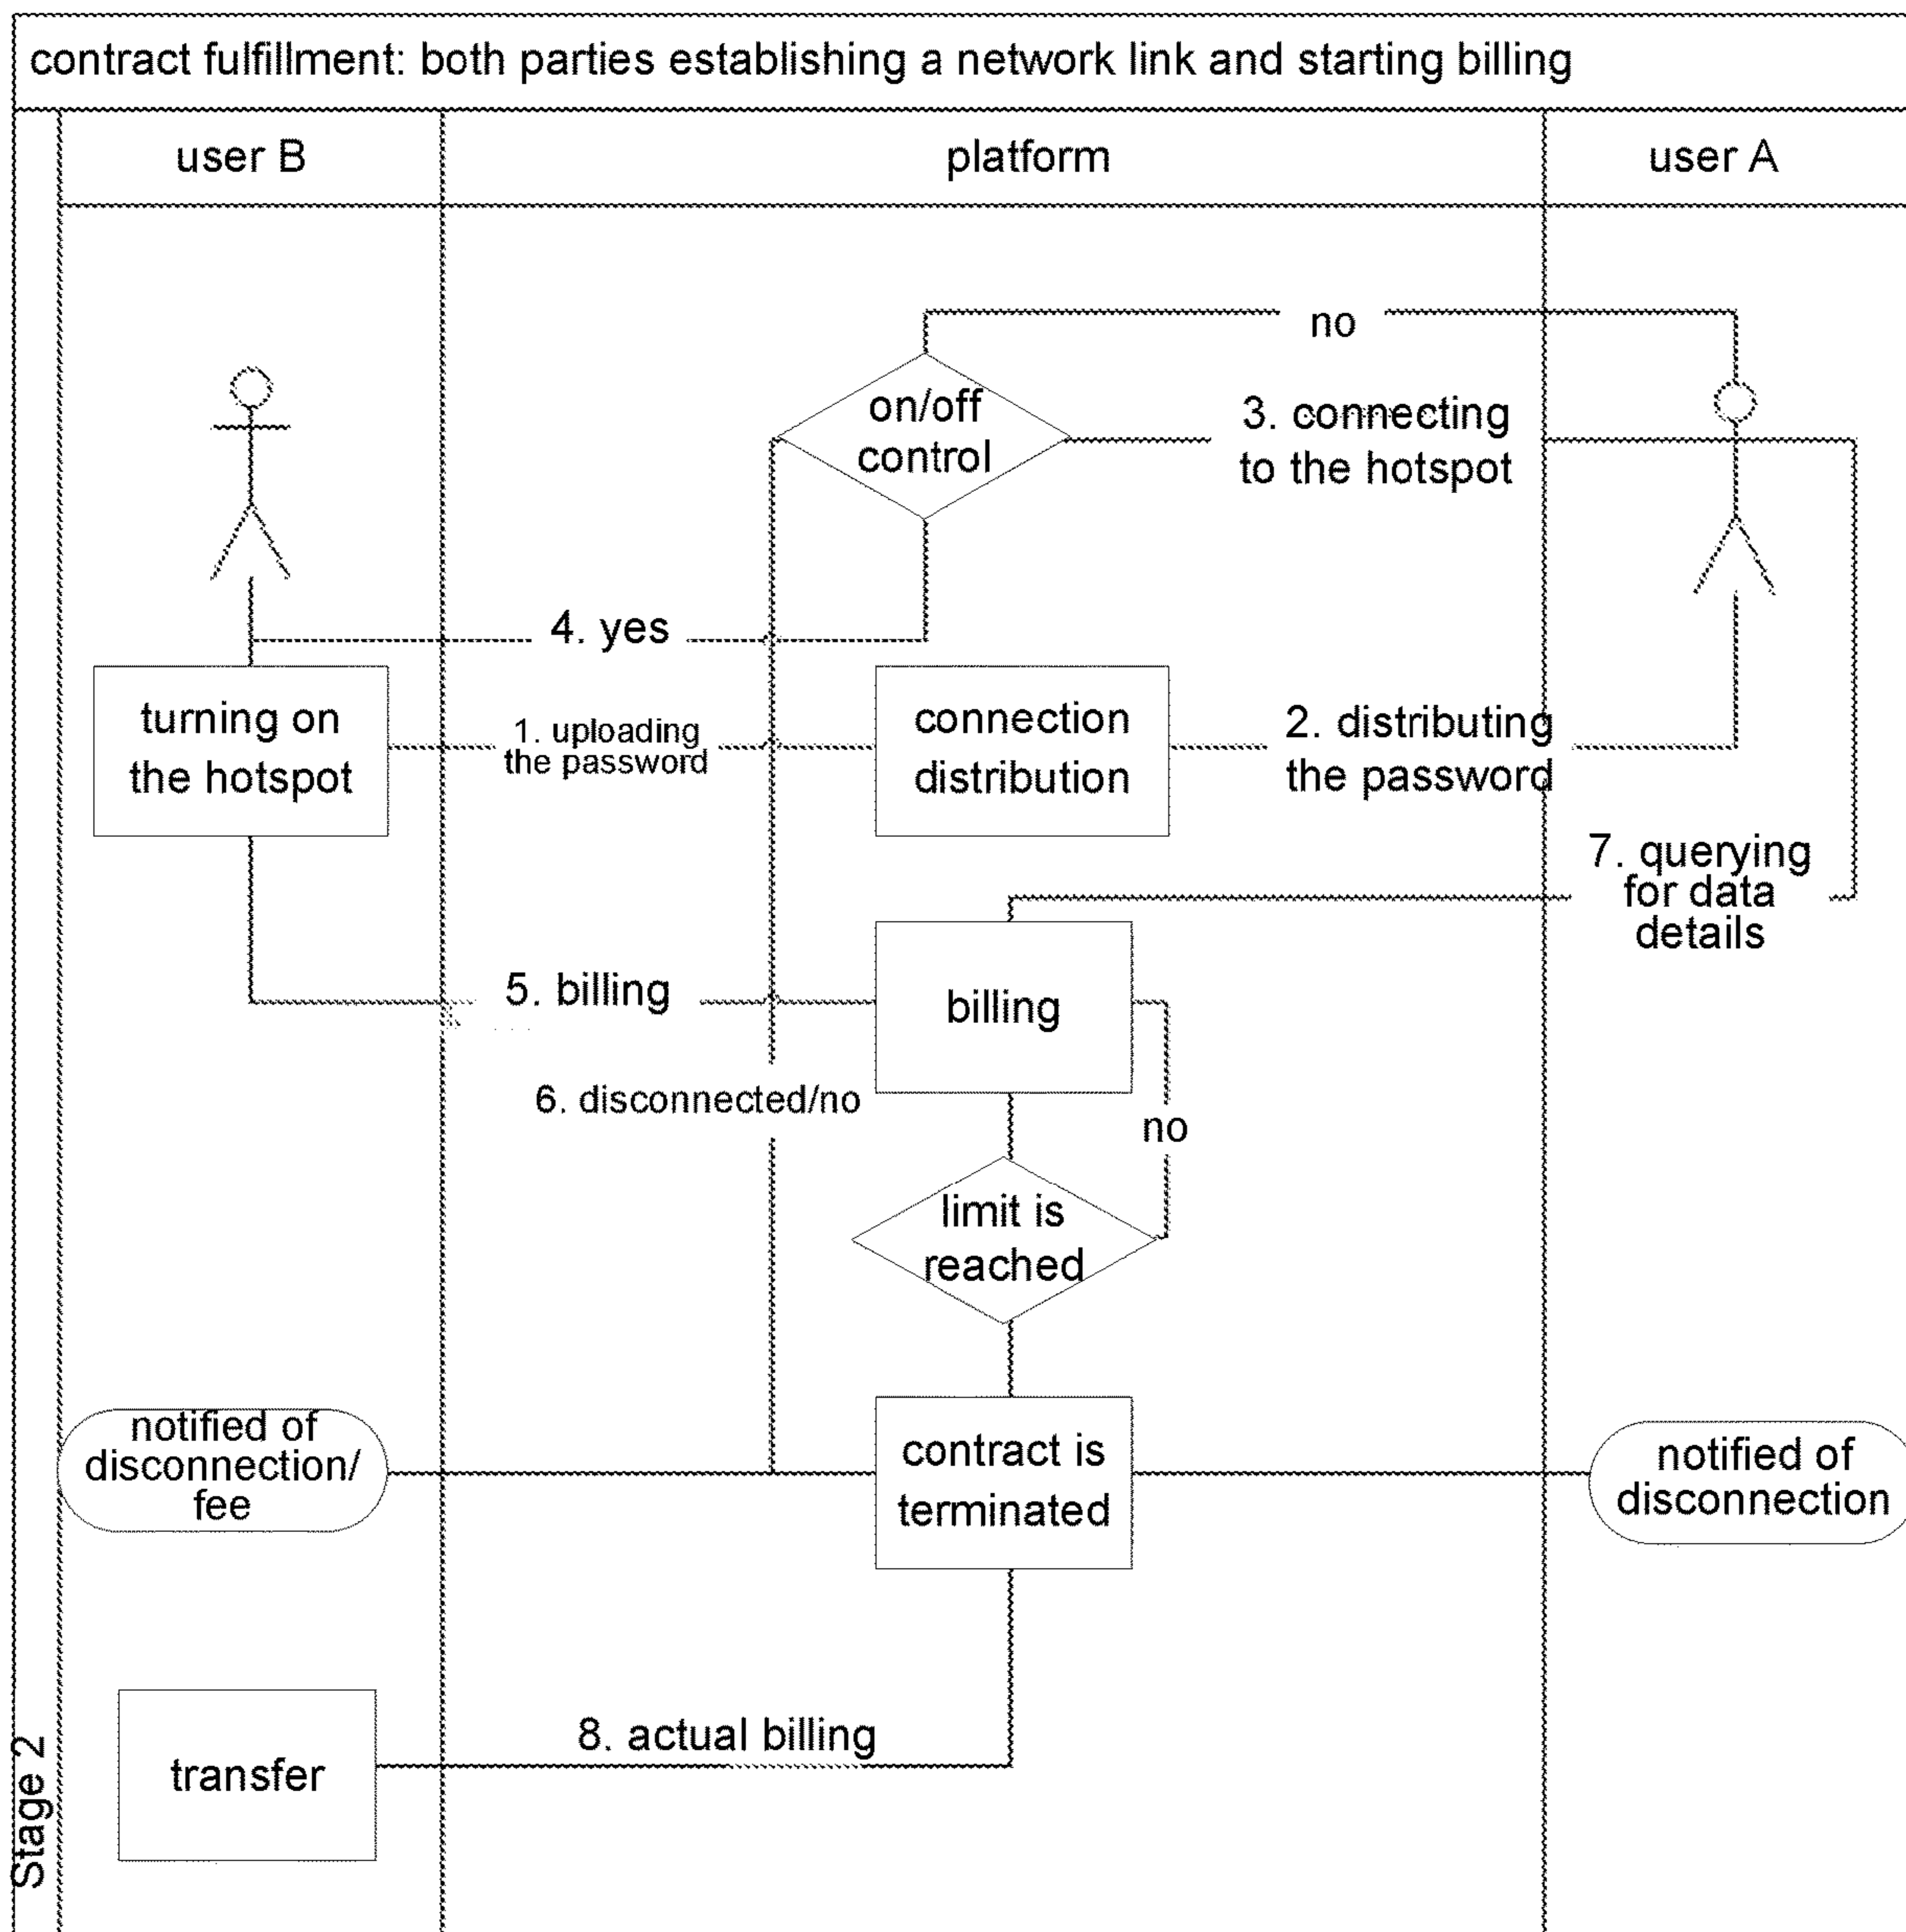 contract fulfillment: both parties establishing a network link and starting billing
user B
platform
user A
no
on/off
control
3. connecting
to the hotspot
4. yes
turning on
the hotspot
1. uploading
the password
connection
distribution
2. distributing
the password
7. querying
for data
details
5. billing
billing
6. disconnected/no
no
limit is
reached
notified of
disconnection/
fee
contract is
terminated
notified of
disconnection
8. actual billing
transfer
Stage 2